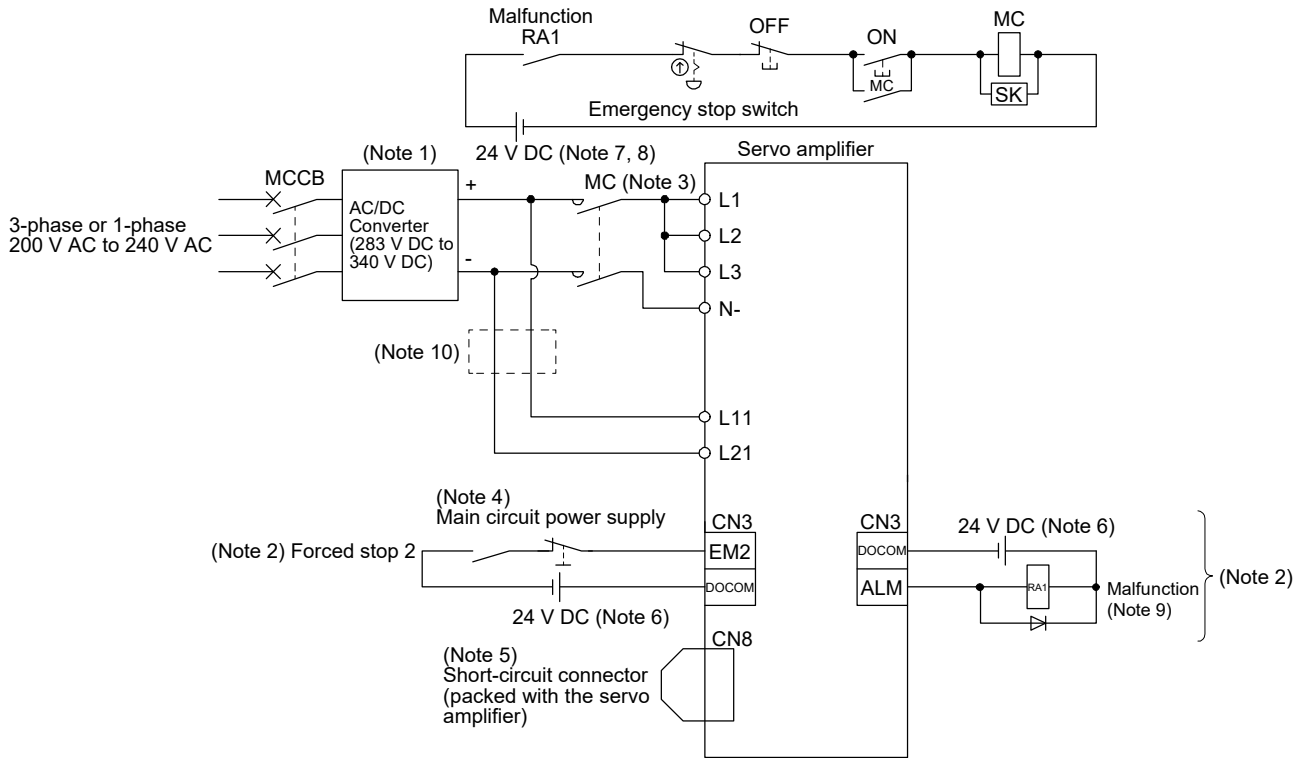 Malfunction
RA1
OFF
ON
MC
MC
SK
Emergency stop switch
24 V DC (Note 7, 8)
Servo amplifier
(Note 1)
MCCB
+
MC (Note 3)
L1
3-phase or 1-phase
200 V AC to 240 V AC
AC/DC
Converter
(283 V DC to
340 V DC)
L2
-
L3
N-
(Note 10)
L11
L21
(Note 4)
Main circuit power supply
CN3
CN3
24 V DC (Note 6)
(Note 2) Forced stop 2
EM2
DOCOM
DOCOM
ALM
RA1
Malfunction
(Note 9)
(Note 2)
24 V DC (Note 6)
CN8
(Note 5)
Short-circuit connector
(packed with the servo
amplifier)